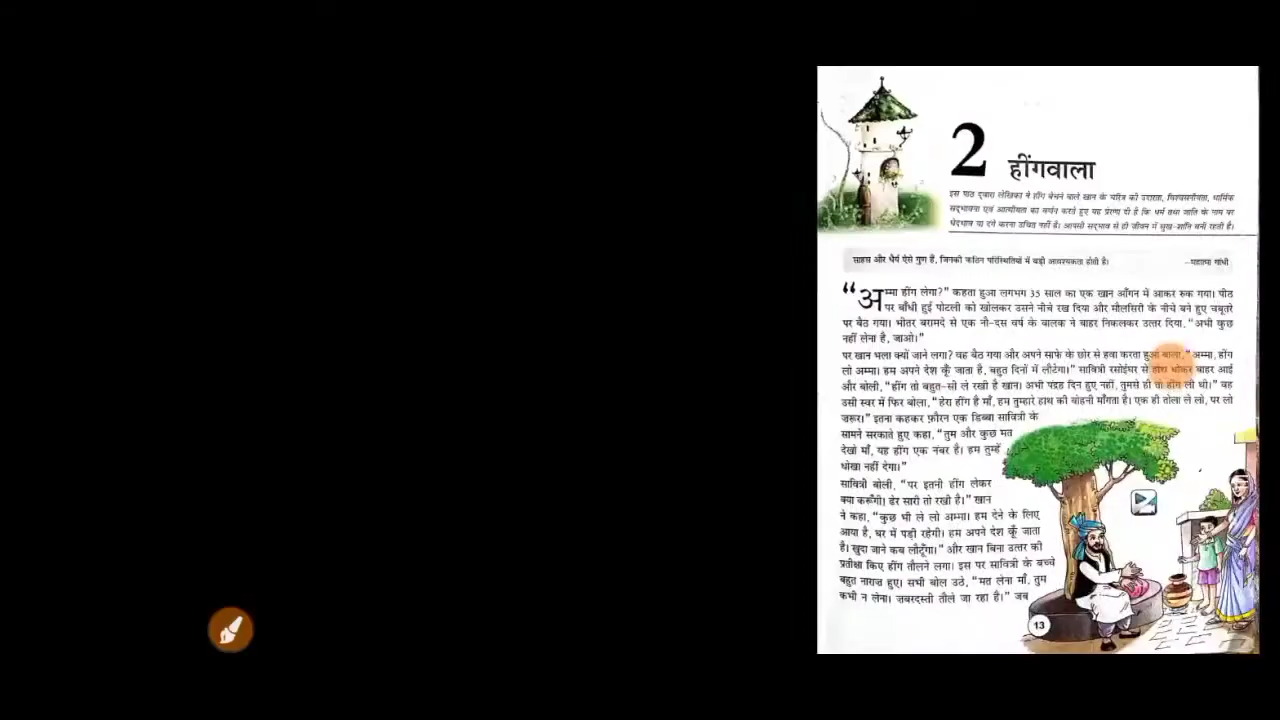 2
हींगवाला
इस पाठ द्वारा लेखिका ने हींग बेचने वाले खान के चरित्र की उदारता, विश्वसनीयता, धार्मिक
सद्भावना एवं आत्मीयता का वर्णन करते हुए यह प्रेरणा दी है कि धर्म तथा जाति के नाम पर
भेदभाव या दंगे करना उचित नहीं है। आपसी सद्भाव से ही जीवन में सुख-शांति बनी रहती है।
साहस और धैर्य ऐसे गुण हैं, जिनकी कठिन परिस्थितियों में बड़ी आवश्यकता होती है। –महात्मा गांधी
“अम्मा हींग लेगा?” कहता हुआ लगभग 35 साल का एक खान आँगन में आकर रुक गया। पीठ
पर बाँधी हुई पोटली को खोलकर उसने नीचे रख दिया और मौलसिरी के नीचे बने हुए चबूतरे
पर बैठ गया। भीतर बरामदे से एक नौ-दस वर्ष के बालक ने बाहर निकलकर उत्तर दिया, “अभी कुछ
नहीं लेना है, जाओ।”
पर खान भला क्यों जाने लगा? वह बैठ गया और अपने साफे के छोर से हवा करता हुआ बोला, “अम्मा, हींग
लो अम्मा। हम अपने देश कूँ जाता है, बहुत दिनों में लौटेगा।” सावित्री रसोईघर से हाथ धोकर बाहर आई
और बोली, “हींग तो बहुत-सी ले रखी है खान। अभी पंद्रह दिन हुए नहीं, तुमसे ही तो हींग ली थी।” वह
उसी स्वर में फिर बोला, “हेरा हींग है माँ, हम तुम्हारे हाथ की बोहनी माँगता है। एक ही तोला ले लो, पर लो
ज़रूर।” इतना कहकर फ़ौरन एक डिब्बा सावित्री के
सामने सरकाते हुए कहा, “तुम और कुछ मत
देखो माँ, यह हींग एक नंबर है। हम तुम्हें
धोखा नहीं देगा।”
सावित्री बोली, “पर इतनी हींग लेकर
क्या करूँगी! ढेर सारी तो रखी है।” खान
ने कहा, “कुछ भी ले लो अम्मा। हम देने के लिए
आया है, घर में पड़ी रहेगी। हम अपने देश कूँ जाता
है। खुदा जाने कब लौटूँगा।” और खान बिना उत्तर की
प्रतीक्षा किए हींग तौलने लगा। इस पर सावित्री के बच्चे
बहुत नाराज़ हुए। सभी बोल उठे, “मत लेना माँ, तुम
कभी न लेना। ज़बरदस्ती तौले जा रहा है।” जब
13